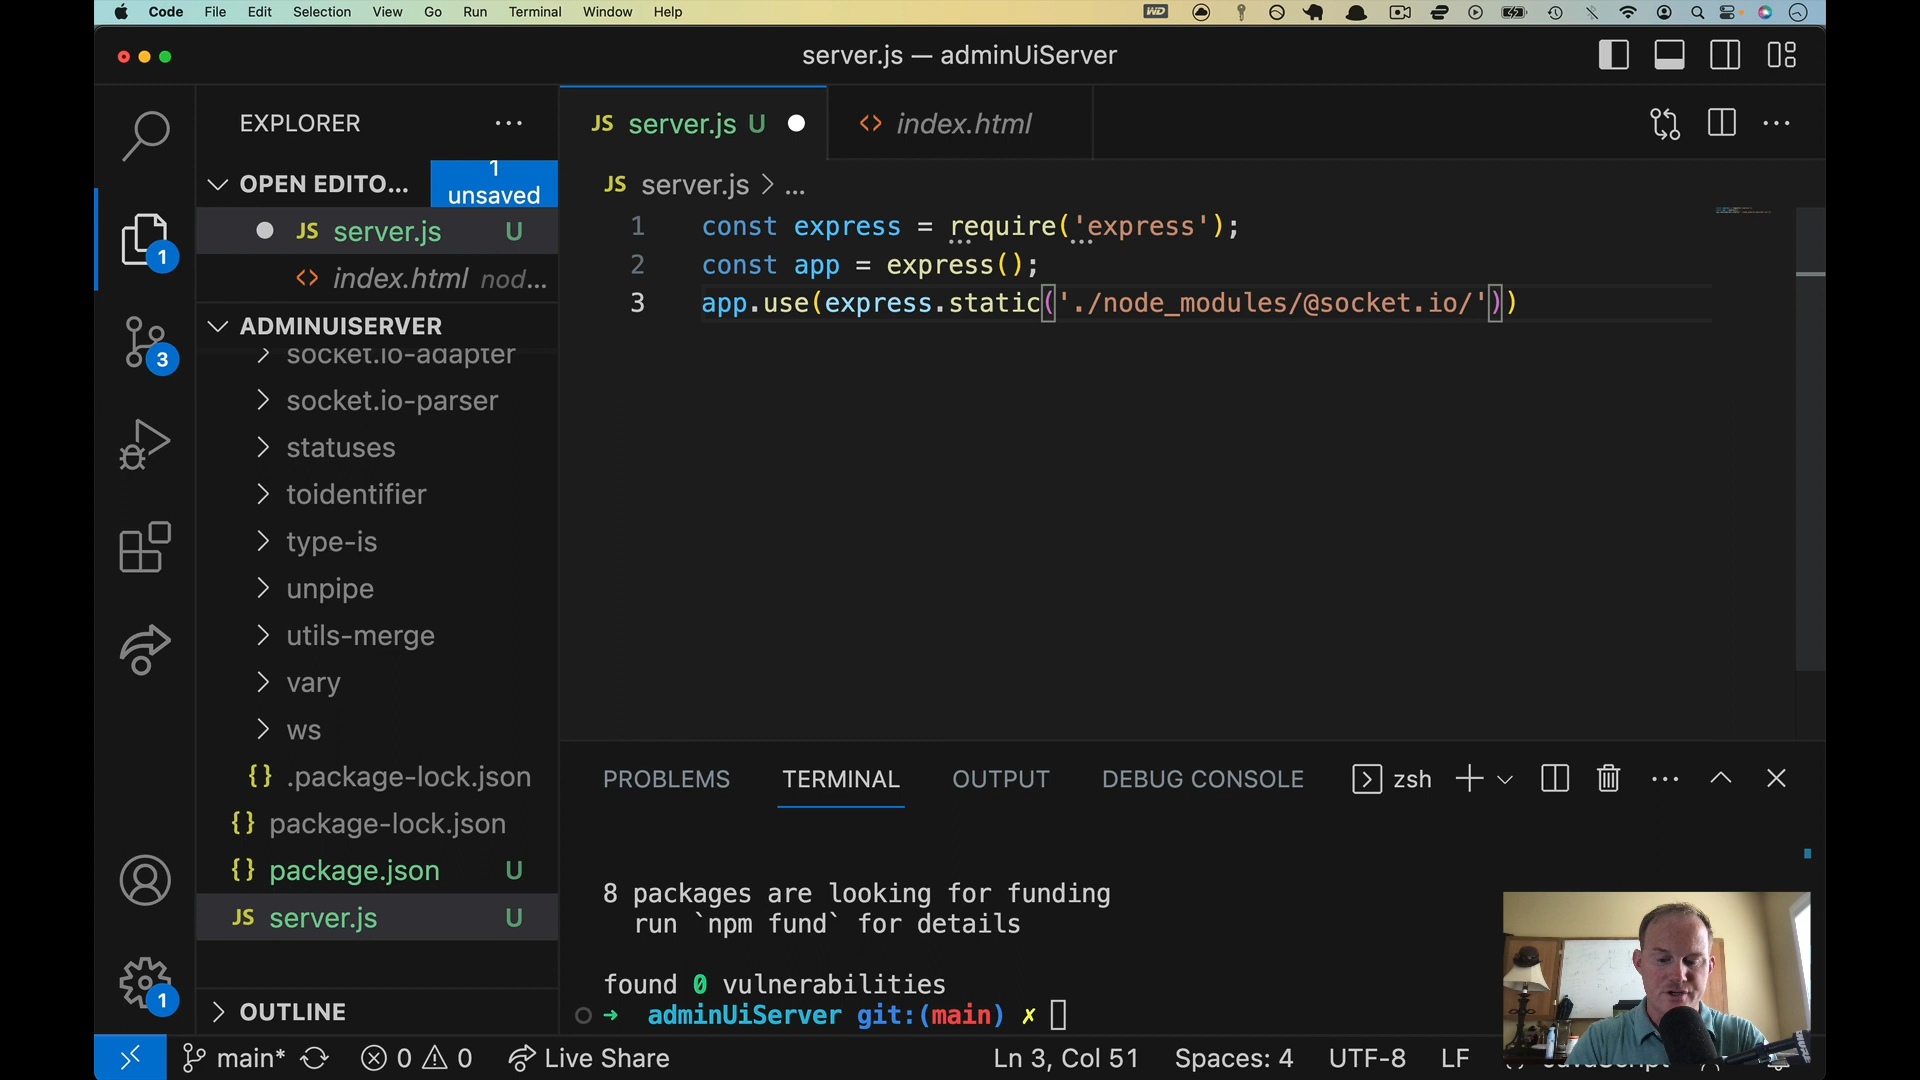 Code File Edit Selection View Go Run Terminal Window Help
WD
server.js — adminUiServer
EXPLORER
JS server.js U
<> index.html
OPEN EDITO... 1 unsaved
JS server.js U
<> index.html nod...
ADMINUISERVER
socket.io-adapter
socket.io-parser
statuses
toidentifier
type-is
unpipe
utils-merge
vary
ws
{} .package-lock.json
{} package-lock.json
{} package.json U
JS server.js U
OUTLINE
1
3
1
JS server.js > ...
1 const express = require('express');
2 const app = express();
3 app.use(express.static('./node_modules/@socket.io/'))
PROBLEMS TERMINAL OUTPUT DEBUG CONSOLE zsh
8 packages are looking for funding
run `npm fund` for details
found 0 vulnerabilities
→ adminUiServer git:(main) ✗
main* 0 0 Live Share Ln 3, Col 51 Spaces: 4 UTF-8 LF